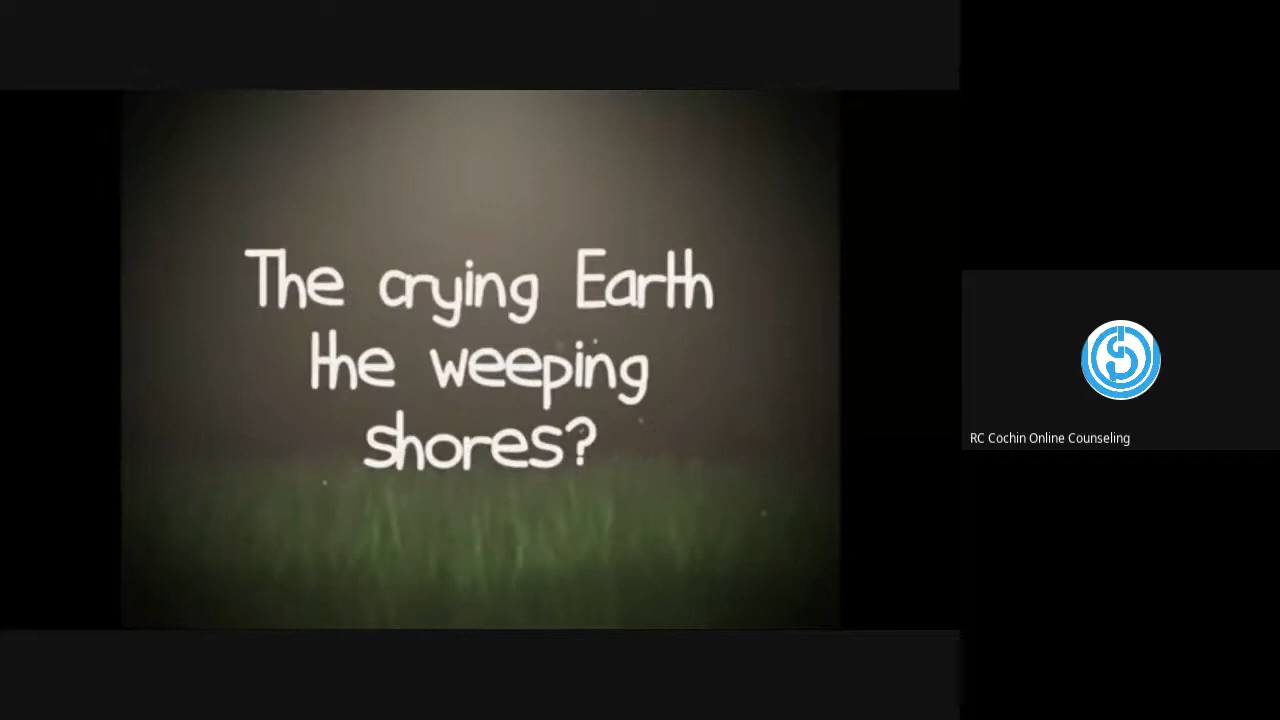 The crying Earth
the weeping
shores?
RC Cochin Online Counseling